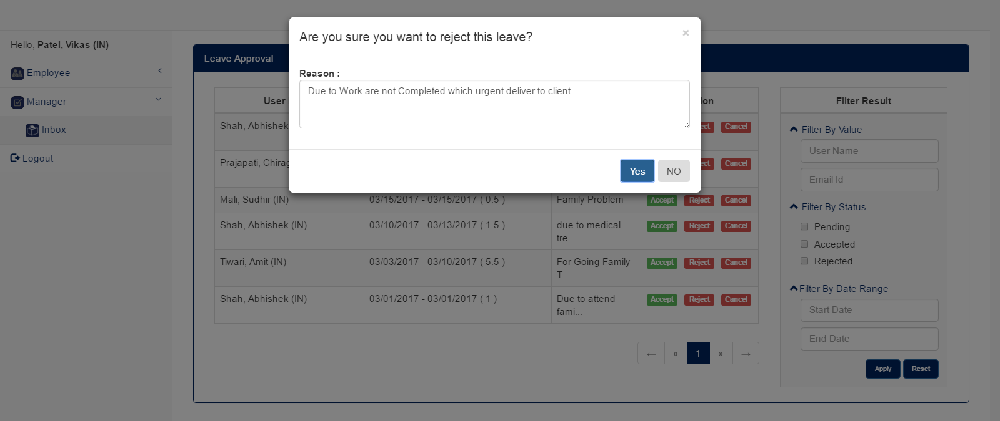 Are you sure you want to reject this leave?
×
Reason :
Due to Work are not Completed which urgent deliver to client
Yes
NO
Hello, Patel, Vikas (IN)
Employee
Manager
Inbox
Logout
Leave Approval
User
Shah, Abhishek
Cancel
Prajapati, Chirag
Cancel
Mali, Sudhir (IN) 03/15/2017 - 03/15/2017 ( 0.5 ) Family Problem Accept Reject Cancel
Shah, Abhishek (IN) 03/10/2017 - 03/13/2017 ( 1.5 ) due to medical Accept Reject Cancel
tre...
Tiwari, Amit (IN) 03/03/2017 - 03/10/2017 ( 5.5 ) For Going Family Accept Reject Cancel
T...
Shah, Abhishek (IN) 03/01/2017 - 03/01/2017 ( 1 ) Due to attend Accept Reject Cancel
fami...
← « 1 » →
Filter Result
Filter By Value
User Name
Email Id
Filter By Status
Pending
Accepted
Rejected
Filter By Date Range
Start Date
End Date
Apply Reset